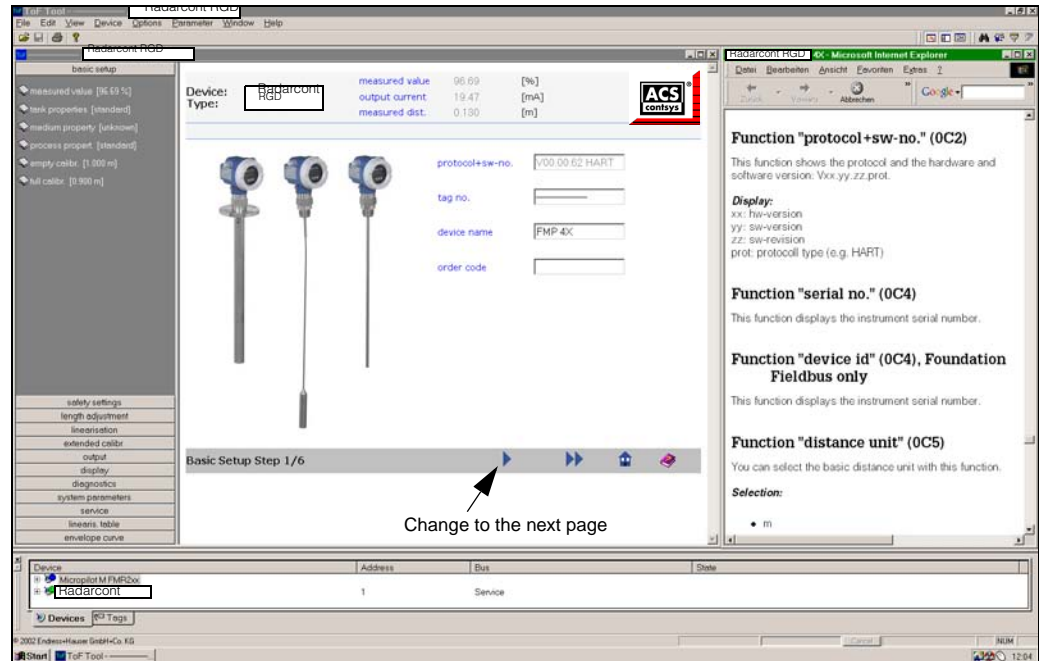 ToF Tool - Radarcont RGD
File Edit View Device Options Parameter Window Help
Radarcont RGD
basic setup
measured value [96.69 %]
tank properties [standard]
medium property [unknown]
process propert. [standard]
empty calibr. [1.000 m]
full calibr. [0.900 m]
safety settings
length adjustment
linearisation
extended calibr.
output
display
diagnostics
system parameters
service
linearis. table
envelope curve
Device: Radarcont
Type: RGD
measured value 96.69 [%]
output current 19.47 [mA]
measured dist. 0.130 [m]
ACS
contsys
protocol+sw-no. V00.00.62 HART
tag no. ----------
device name FMP 4X
order code
Basic Setup Step 1/6
Change to the next page
Radarcont RGD 4X - Microsoft Internet Explorer
Datei Bearbeiten Ansicht Favoriten Extras ?
Zurück Vorwärts Abbrechen Google
Function "protocol+sw-no." (0C2)
This function shows the protocol and the hardware and
software version: Vxx.yy.zz.prot.
Display:
xx: hw-version
yy: sw-version
zz: sw-revision
prot: protocoll type (e.g. HART)
Function "serial no." (0C4)
This function displays the instrument serial number.
Function "device id" (0C4), Foundation
Fieldbus only
This function displays the instrument serial number.
Function "distance unit" (0C5)
You can select the basic distance unit with this function.
Selection:
• m
Device Address Bus State
Micropilot M FMR2xx
Radarcont 1 Service
Devices Tags
© 2002 Endress+Hauser GmbH+Co. KG Cancel NUM
Start ToF Tool - 12:04